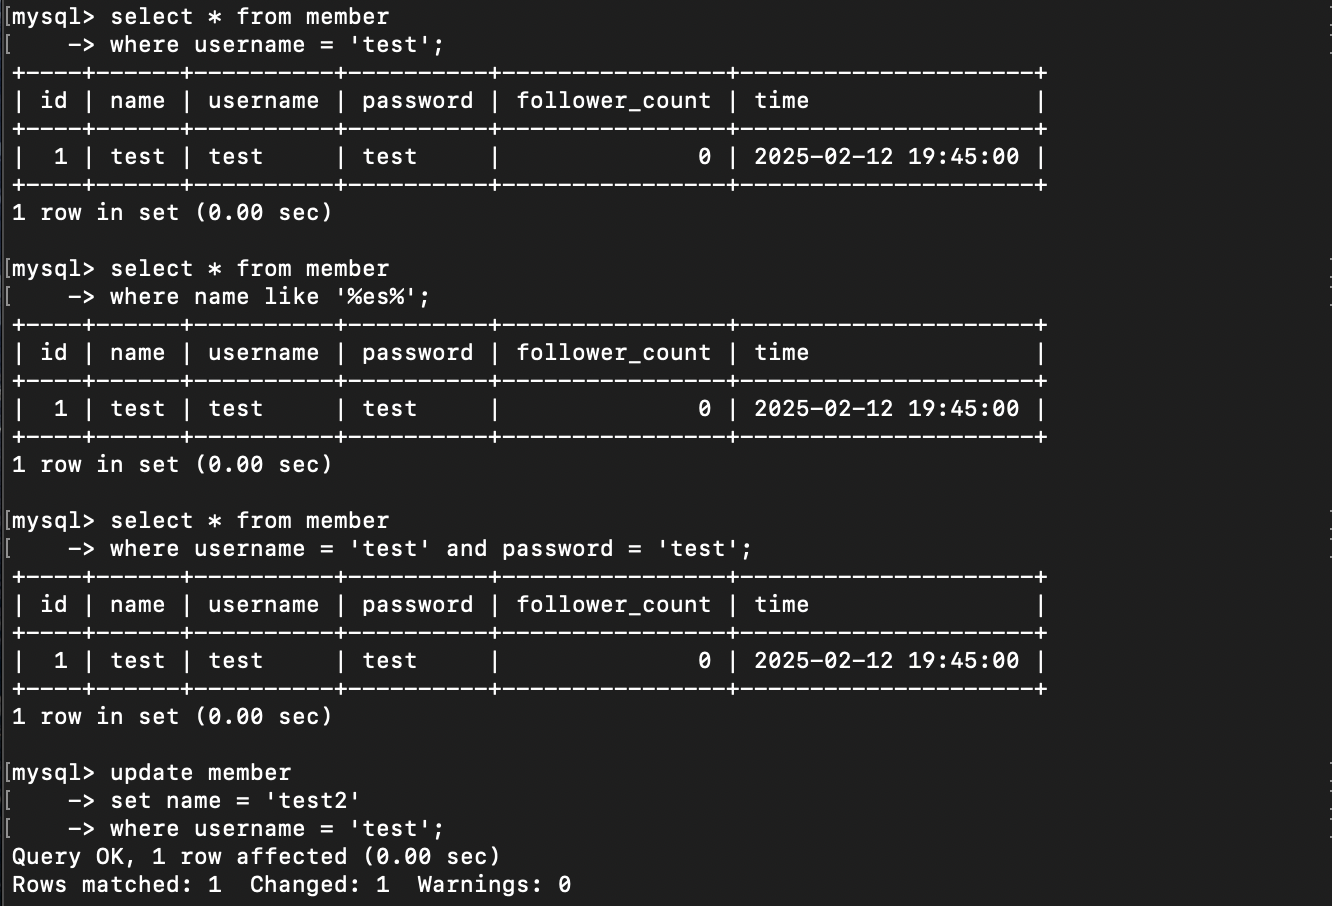 mysql> select * from member
    -> where username = 'test';
+----+------+----------+----------+----------------+---------------------+
| id | name | username | password | follower_count | time                |
+----+------+----------+----------+----------------+---------------------+
|  1 | test | test     | test     |              0 | 2025-02-12 19:45:00 |
+----+------+----------+----------+----------------+---------------------+
1 row in set (0.00 sec)

mysql> select * from member
    -> where name like '%es%';
+----+------+----------+----------+----------------+---------------------+
| id | name | username | password | follower_count | time                |
+----+------+----------+----------+----------------+---------------------+
|  1 | test | test     | test     |              0 | 2025-02-12 19:45:00 |
+----+------+----------+----------+----------------+---------------------+
1 row in set (0.00 sec)

mysql> select * from member
    -> where username = 'test' and password = 'test';
+----+------+----------+----------+----------------+---------------------+
| id | name | username | password | follower_count | time                |
+----+------+----------+----------+----------------+---------------------+
|  1 | test | test     | test     |              0 | 2025-02-12 19:45:00 |
+----+------+----------+----------+----------------+---------------------+
1 row in set (0.00 sec)

mysql> update member
    -> set name = 'test2'
    -> where username = 'test';
Query OK, 1 row affected (0.00 sec)
Rows matched: 1  Changed: 1  Warnings: 0